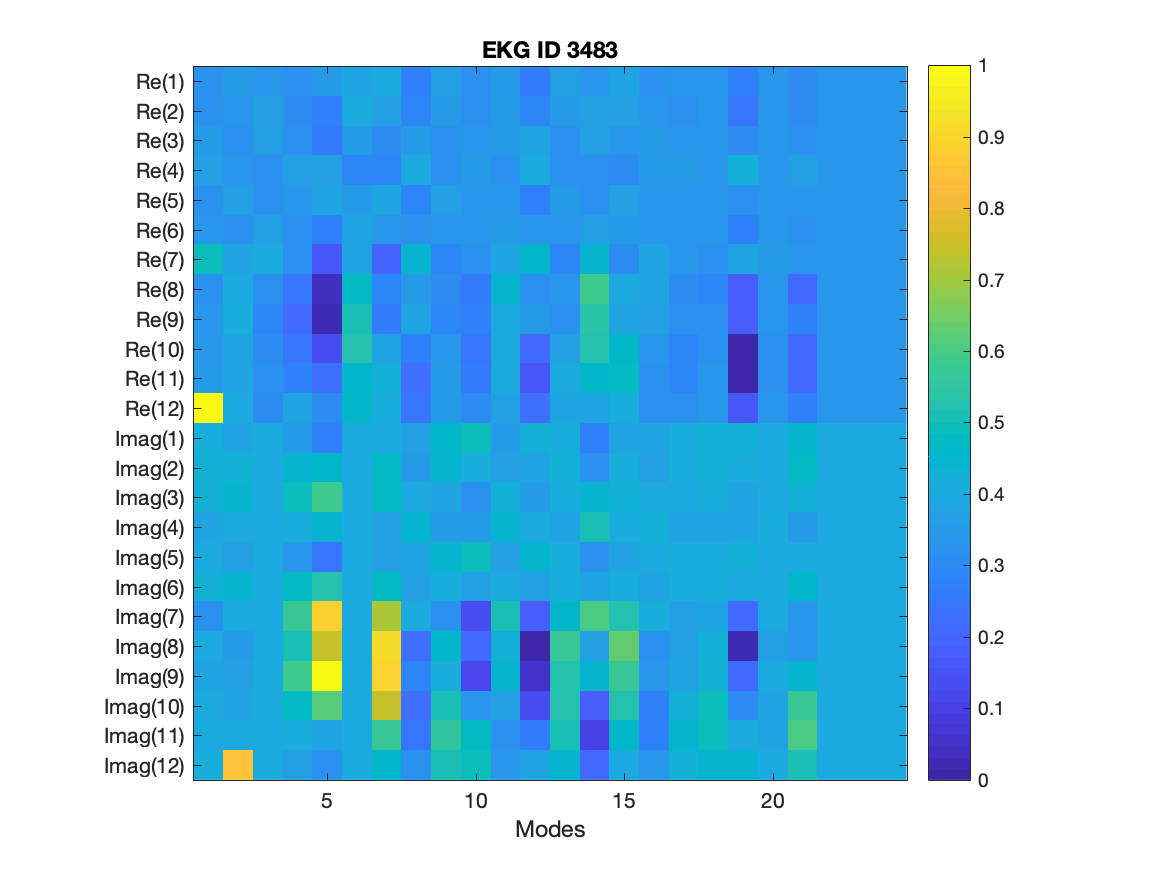 EKG ID 3483
Re(1)
Re(2)
Re(3)
Re(4)
Re(5)
Re(6)
Re(7)
Re(8)
Re(9)
Re(10)
Re(11)
Re(12)
Imag(1)
Imag(2)
Imag(3)
Imag(4)
Imag(5)
Imag(6)
Imag(7)
Imag(8)
Imag(9)
Imag(10)
Imag(11)
Imag(12)
5 10 15 20
Modes
1
0.9
0.8
0.7
0.6
0.5
0.4
0.3
0.2
0.1
0